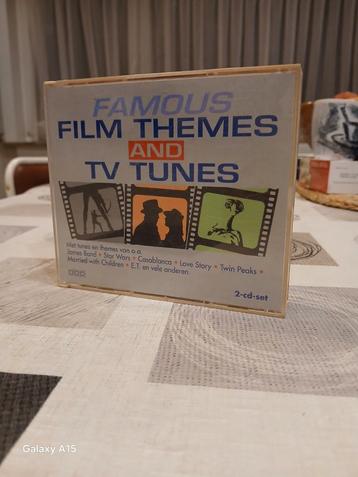 FAMOUS
FILM THEMES
AND
TV TUNES
Met tunes en themes van o.a.
James Bond • Star Wars • Casablanca • Love Story • Twin Peaks •
Married with Children • E.T. en vele anderen.
2-cd-set
Galaxy A15